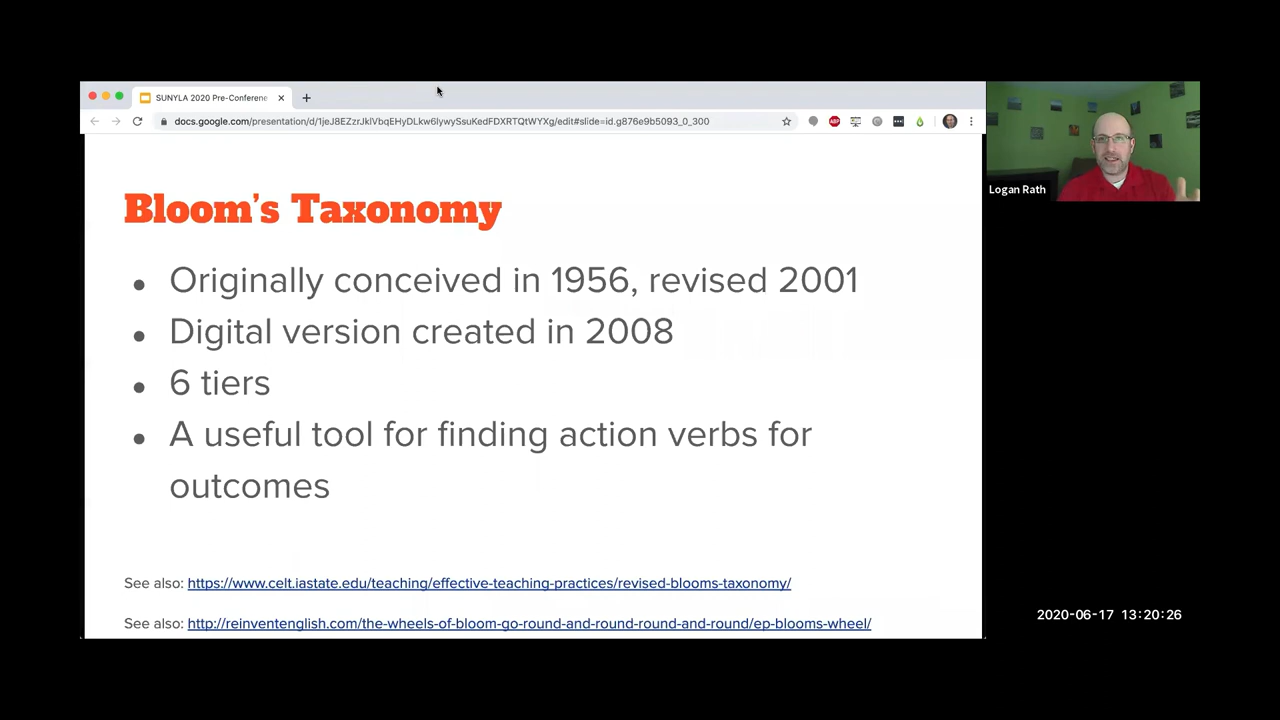 SUNYLA 2020 Pre-Conferenc
docs.google.com/presentation/d/1jeJ8EZzrJklVbqEHyDLkw6lywySsuKedFDXRTQtWYXg/edit#slide=id.g876e9b5093_0_300
ABP
Logan Rath
Bloom's Taxonomy
● Originally conceived in 1956, revised 2001
● Digital version created in 2008
● 6 tiers
● A useful tool for finding action verbs for
outcomes
See also: https://www.celt.iastate.edu/teaching/effective-teaching-practices/revised-blooms-taxonomy/
See also: http://reinventenglish.com/the-wheels-of-bloom-go-round-and-round-round-and-round/ep-blooms-wheel/
2020-06-17 13:20:26